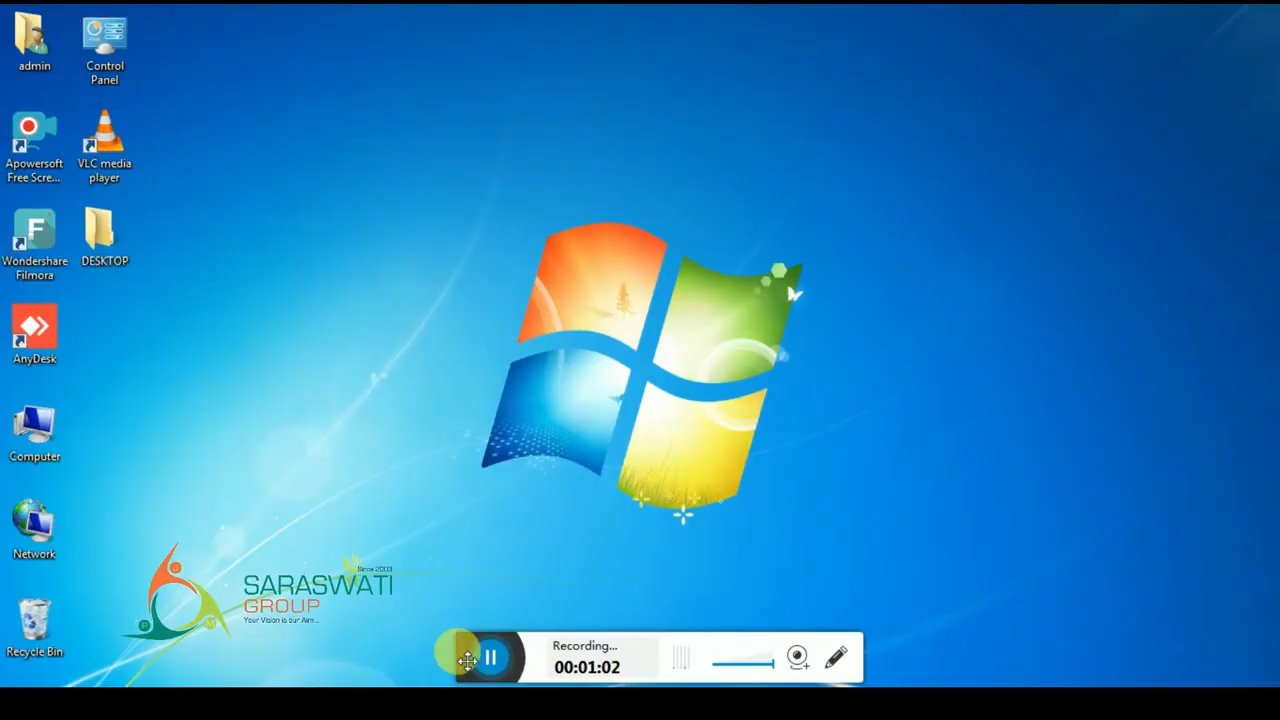 admin
Control
Panel
Apowersoft
Free Scre...
VLC media
player
F
Wondershare
Filmora
DESKTOP
AnyDesk
Computer
Network
Recycle Bin
Since 2003
SARASWATI
GROUP
Your Vision is our Aim...
Recording...
00:01:02